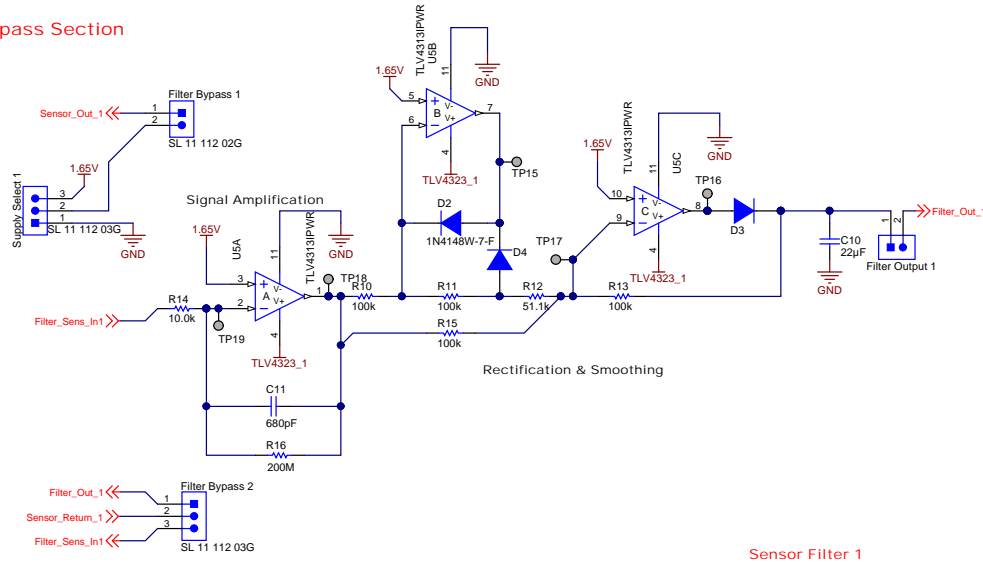 pass Section
Filter Bypass 1
Sensor_Out_1
1
2
SL 11 112 02G
1.65V
Supply Select 1
3
2
1
SL 11 112 03G
GND
Signal Amplification
1.65V
U5A
TLV4313IPWR
GND
11
3
2
A
V-
V+
1
4
TLV4323_1
TP18
TP19
R14
10.0k
Filter_Sens_In1
C11
680pF
R16
200M
TLV4313IPWR
U5B
1.65V
11
GND
5
6
B
V-
V+
7
4
TLV4323_1
TP15
D2
1N4148W-7-F
D4
R10
100k
R11
100k
R12
51.1k
R13
100k
R15
100k
TP17
Rectification & Smoothing
TLV4313IPWR
U5C
1.65V
11
GND
10
9
C
V-
V+
8
4
TLV4323_1
TP16
D3
C10
22µF
GND
1
2
Filter_Out_1
Filter Output 1
Filter Bypass 2
Filter_Out_1
1
Sensor_Return_1
2
Filter_Sens_In1
3
SL 11 112 03G
Sensor Filter 1